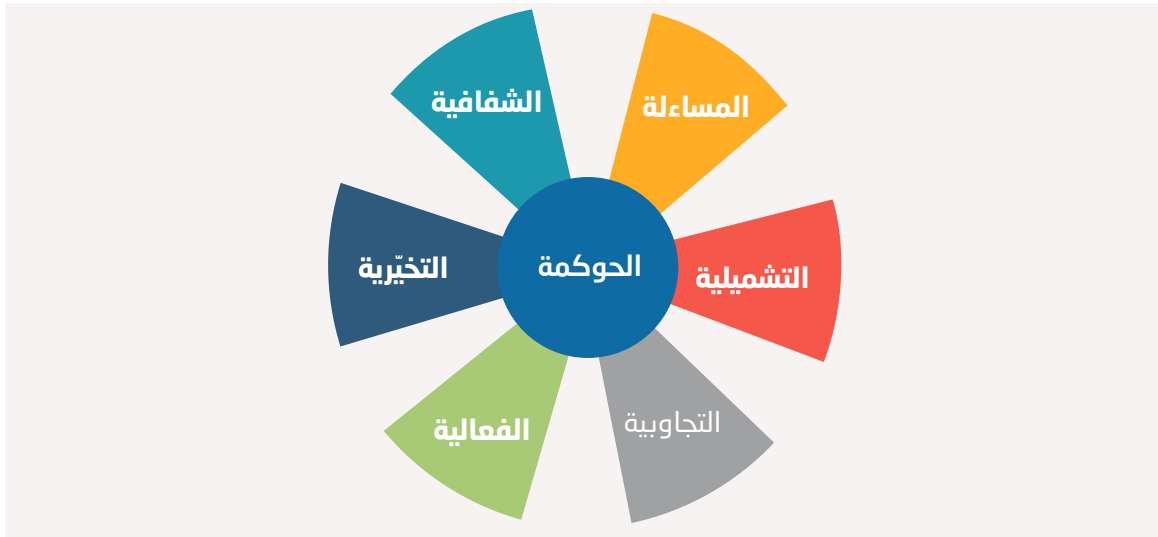 الشفافية
المساءلة
التخيّرية
الحوكمة
التشميلية
الفعالية
التجاوبية